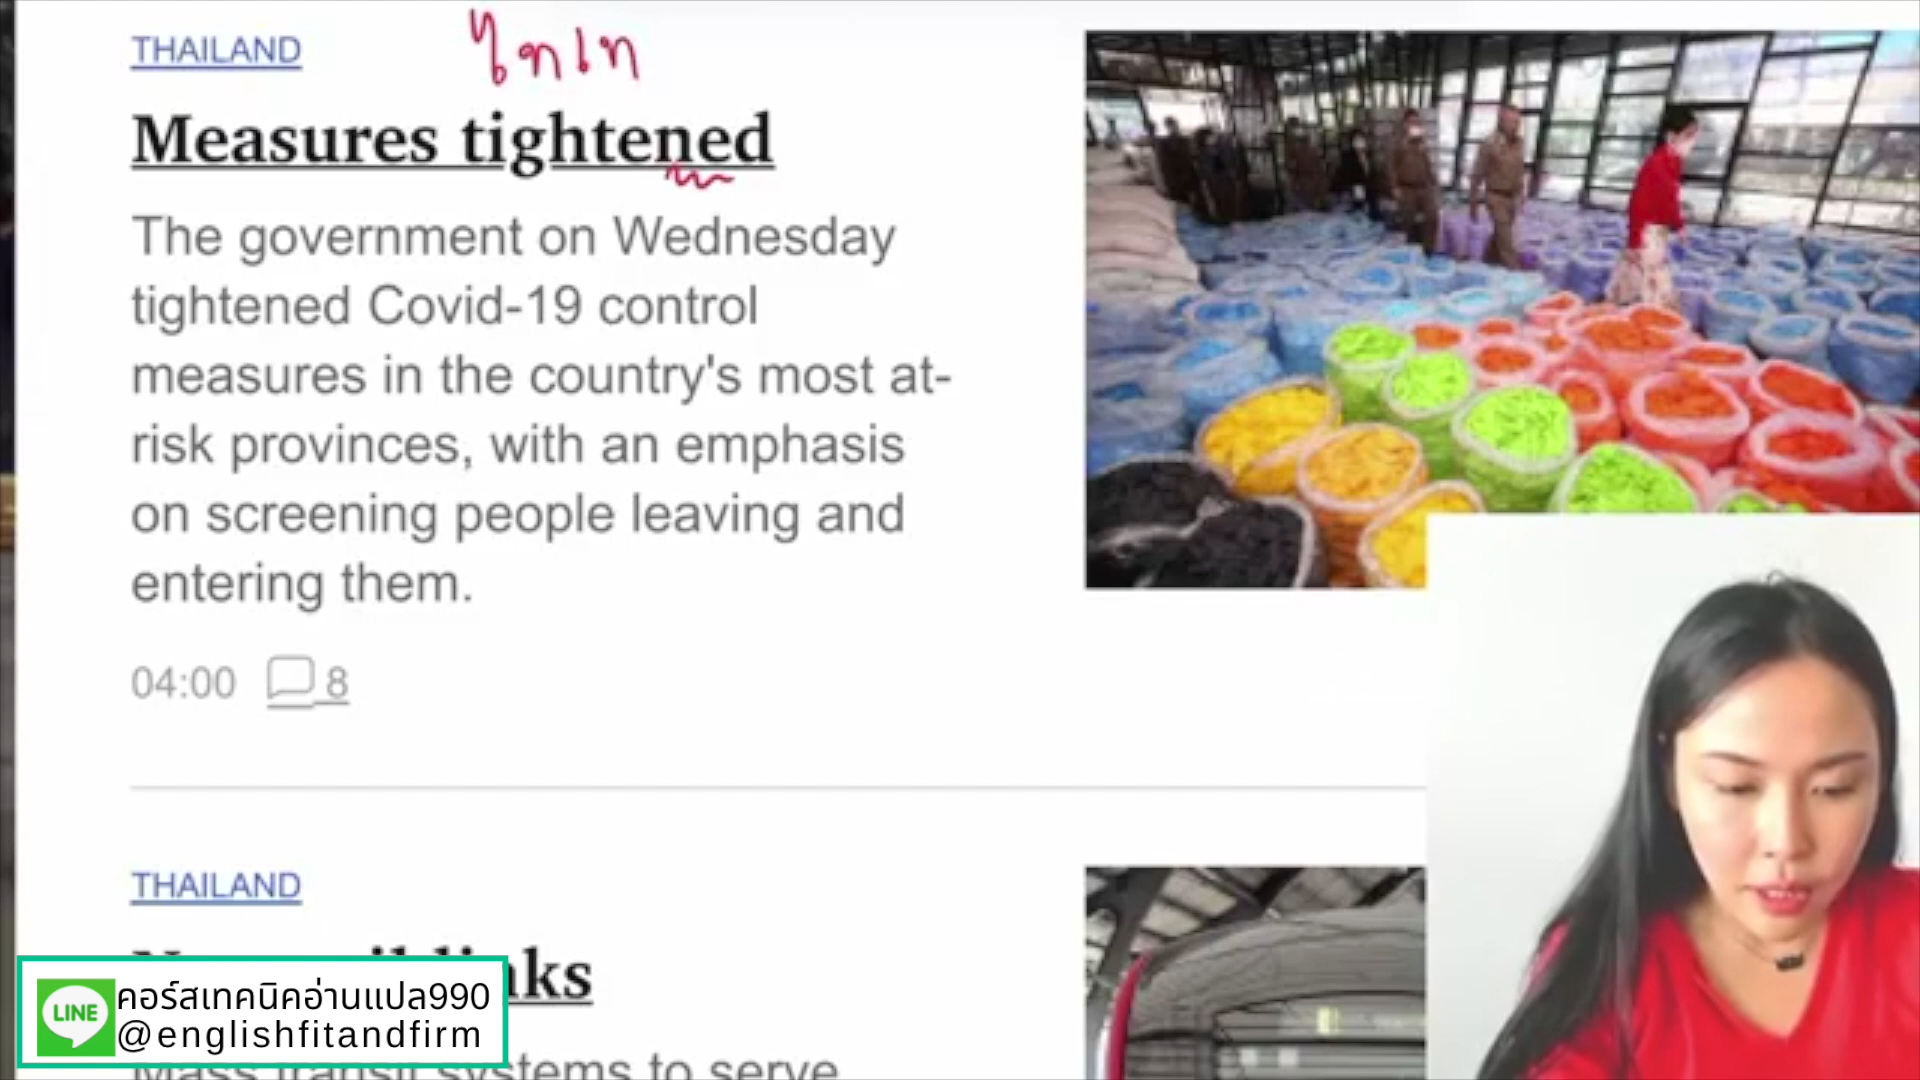 THAILAND
ไทเท
Measures tightened
The government on Wednesday
tightened Covid-19 control
measures in the country's most at-
risk provinces, with an emphasis
on screening people leaving and
entering them.
04:00 8
THAILAND
links
LINE
คอร์สเทคนิคอ่านแปล990
@englishfitandfirm
Mass transit systems to serve